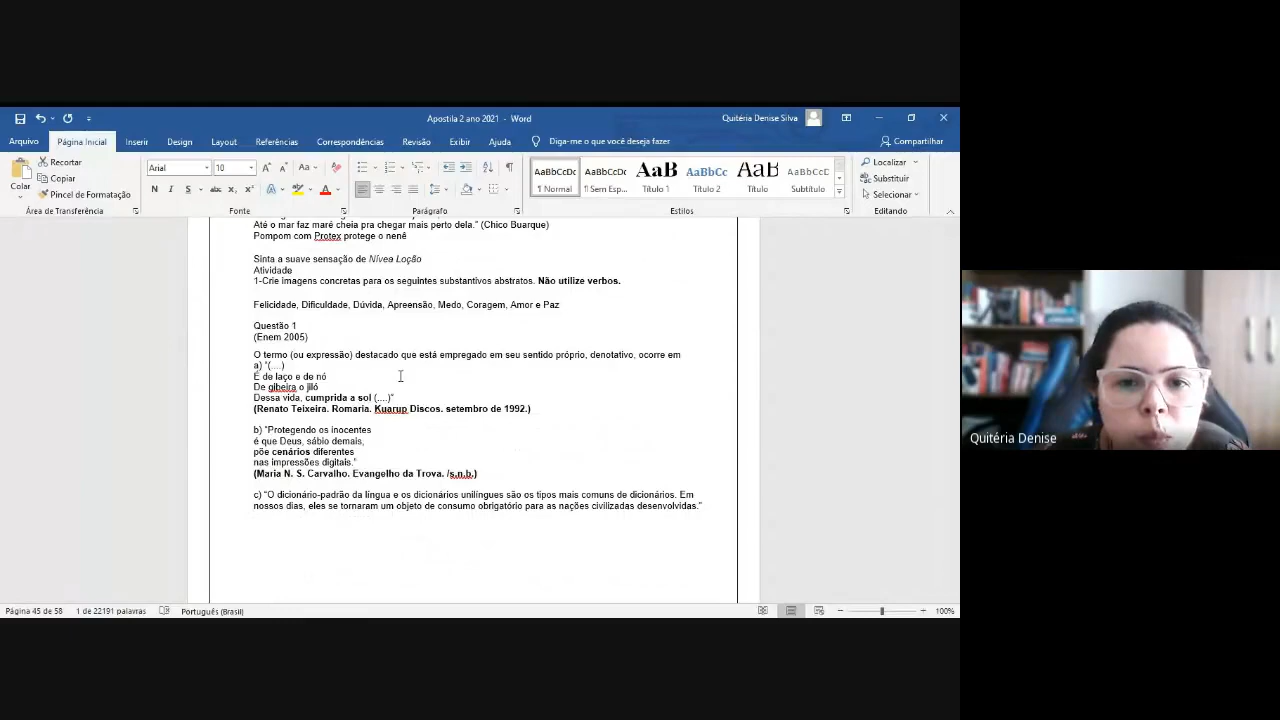 Apostila 2 ano 2021 - Word
Quitéria Denise Silva
Arquivo Página Inicial Inserir Design Layout Referências Correspondências Revisão Exibir Ajuda Diga-me o que você deseja fazer Compartilhar
Colar
Recortar
Copiar
Pincel de Formatação
Área de Transferência
Arial 10
Aa
N I S abc x₂ x²
Fonte
Parágrafo
AaBbCcDc AaBbCcDc AaB AaBbCc AaB AaBbCcD
¶ Normal ¶ Sem Esp... Título 1 Título 2 Título Subtítulo
Estilos
Localizar
Substituir
Selecionar
Editando
Até o mar faz maré cheia pra chegar mais perto dela." (Chico Buarque)
Pompom com Protex protege o nenê
Sinta a suave sensação de Nívea Loção
Atividade
1-Crie imagens concretas para os seguintes substantivos abstratos. Não utilize verbos.
Felicidade, Dificuldade, Dúvida, Apreensão, Medo, Coragem, Amor e Paz
Questão 1
(Enem 2005)
O termo (ou expressão) destacado que está empregado em seu sentido próprio, denotativo, ocorre em
a) "(....)
É de laço e de nó
De gibeira o jiló
Dessa vida, cumprida a sol (....)"
(Renato Teixeira. Romaria. Kuarup Discos. setembro de 1992.)
b) "Protegendo os inocentes
é que Deus, sábio demais,
põe cenários diferentes
nas impressões digitais."
(Maria N. S. Carvalho. Evangelho da Trova. /s.n.b.)
c) "O dicionário-padrão da língua e os dicionários unilíngues são os tipos mais comuns de dicionários. Em
nossos dias, eles se tornaram um objeto de consumo obrigatório para as nações civilizadas desenvolvidas."
Página 45 de 58 1 de 22191 palavras Português (Brasil) 100%
Quitéria Denise